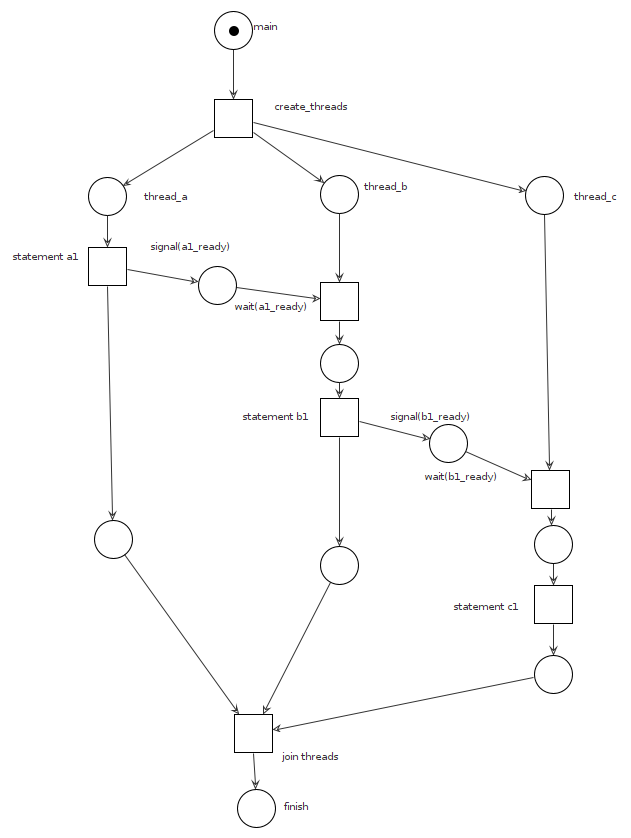 main
create_threads
thread_a
thread_b
thread_c
signal(a1_ready)
statement a1
wait(a1_ready)
statement b1
signal(b1_ready)
wait(b1_ready)
statement c1
join threads
finish